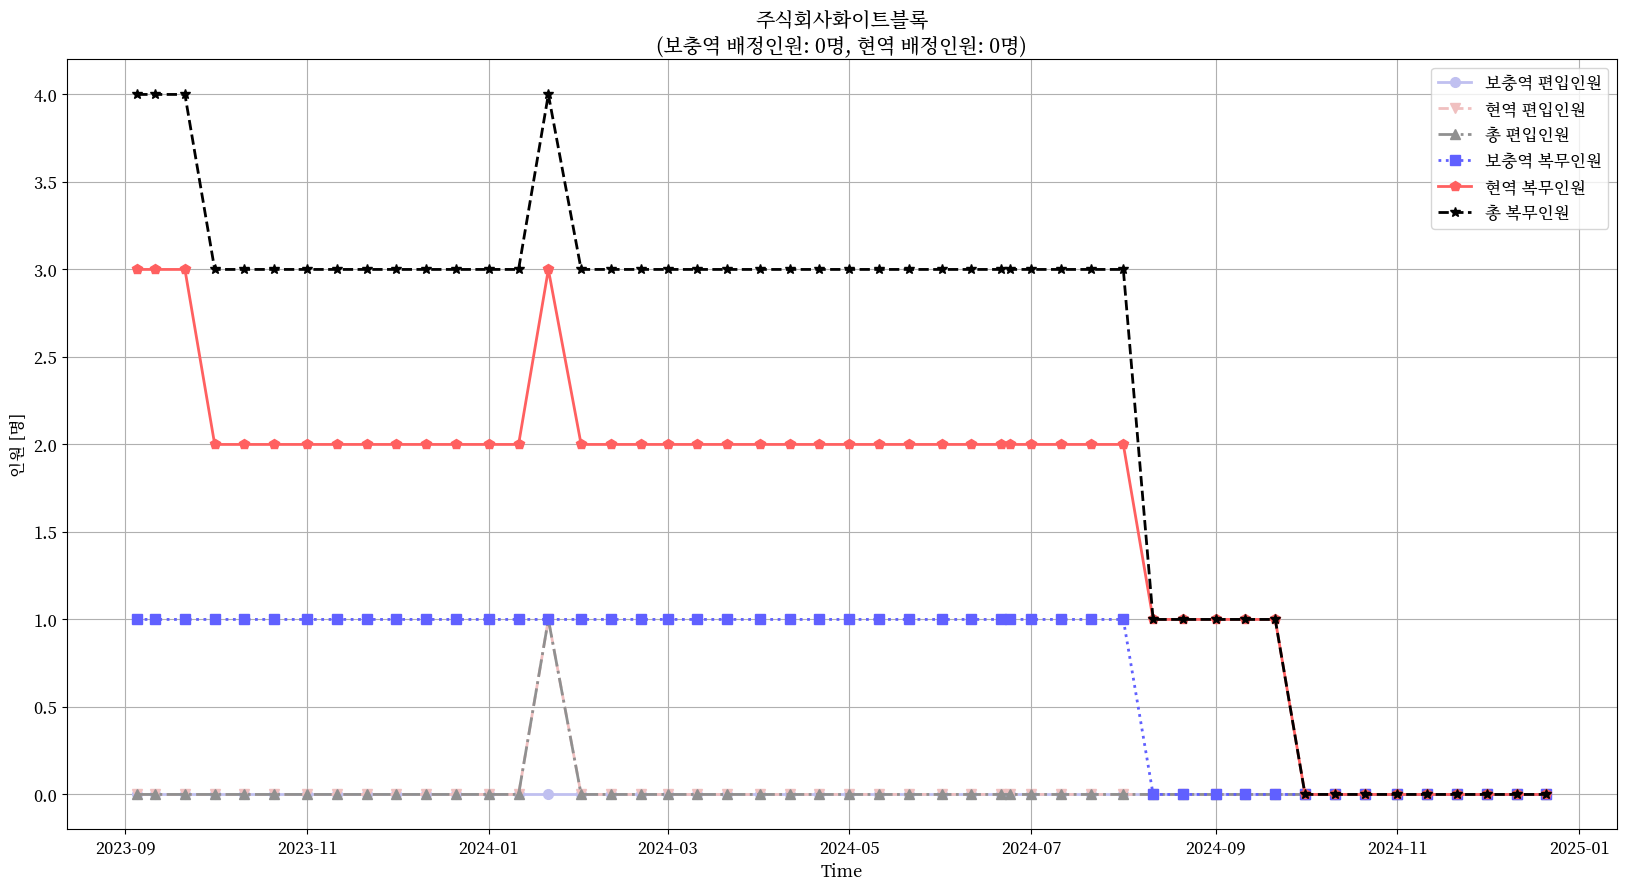 주식회사화이트블록
(보충역 배정인원: 0명, 현역 배정인원: 0명)
보충역 편입인원
현역 편입인원
총 편입인원
보충역 복무인원
현역 복무인원
총 복무인원
인원 [명]
4.0
3.5
3.0
2.5
2.0
1.5
1.0
0.5
0.0
2023-09
2023-11
2024-01
2024-03
2024-05
2024-07
2024-09
2024-11
2025-01
Time